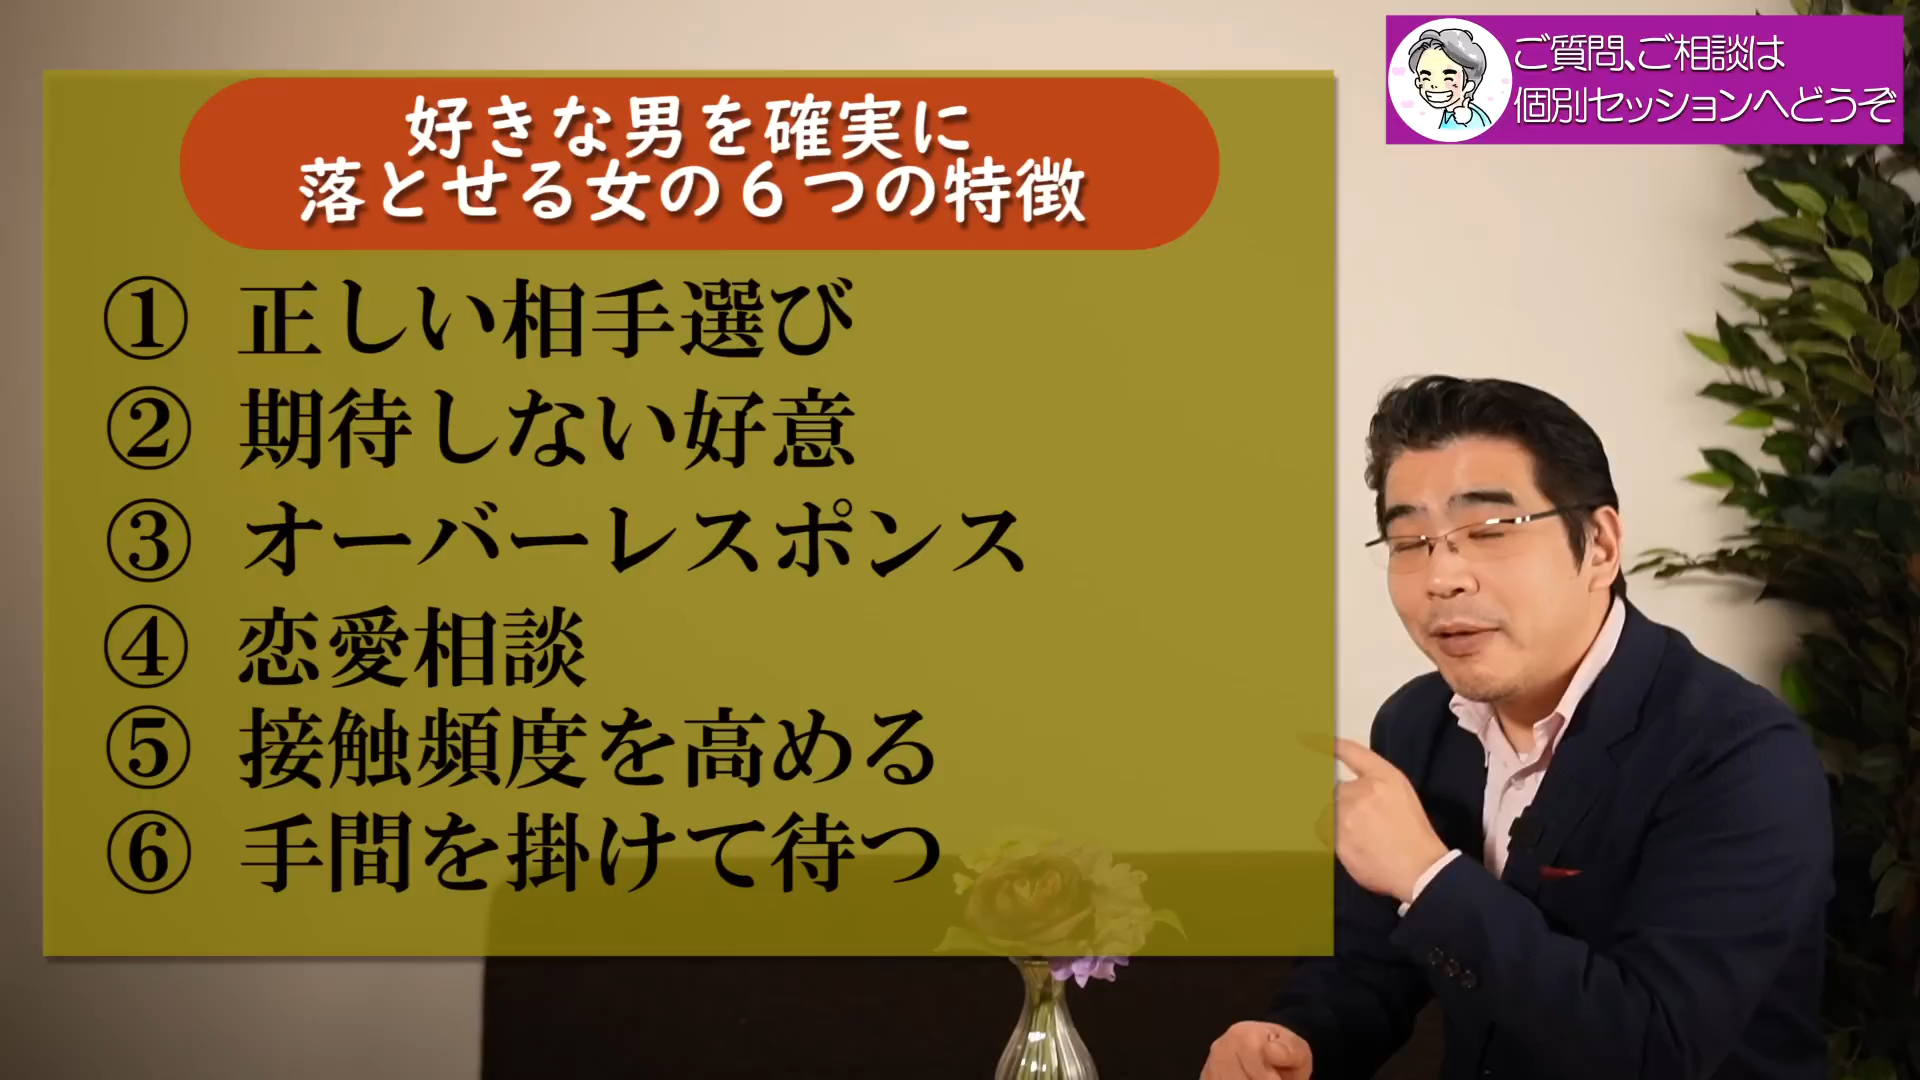 好きな男を確実に
落とせる女の６つの特徴
① 正しい相手選び
② 期待しない好意
③ オーバーレスポンス
④ 恋愛相談
⑤ 接触頻度を高める
⑥ 手間を掛けて待つ
ご質問、ご相談は
個別セッションへどうぞ